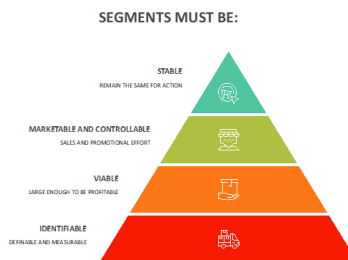 SEGMENTS MUST BE:
STABLE
REMAIN THE SAME FOR ACTION
MARKETABLE AND CONTROLLABLE
SALES AND PROMOTIONAL EFFORT
VIABLE
LARGE ENOUGH TO BE PROFITABLE
IDENTIFIABLE
DEFINABLE AND MEASURABLE